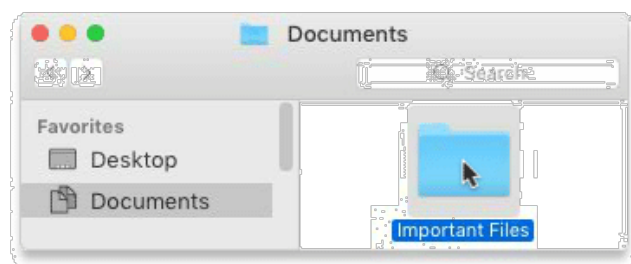 Documents
Search
Favorites
Desktop
Documents
Important Files